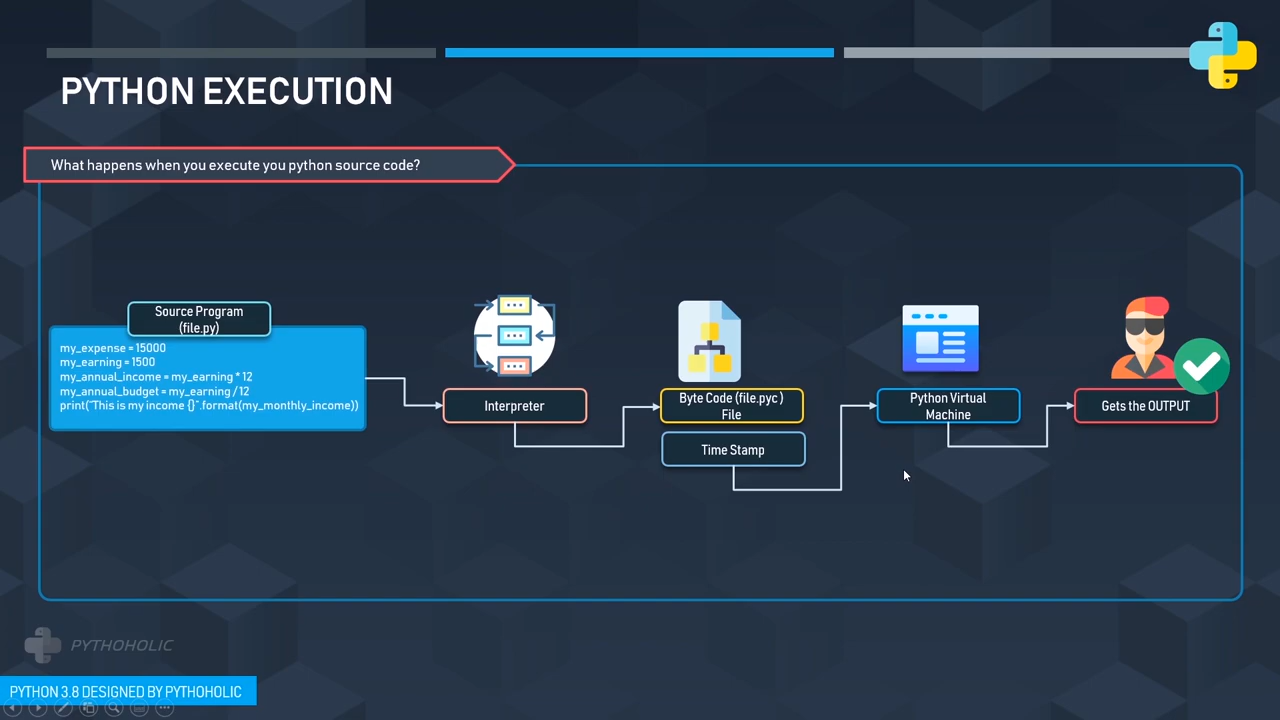 PYTHON EXECUTION
What happens when you execute you python source code?
Source Program
(file.py)
my_expense = 15000
my_earning = 1500
my_annual_income = my_earning * 12
my_annual_budget = my_earning / 12
print("This is my income {}`.format(my_monthly_income))
Interpreter
Byte Code (file.pyc )
File
Time Stamp
Python Virtual
Machine
Gets the OUTPUT
PYTHOHOLIC
PYTHON 3.8 DESIGNED BY PYTHOHOLIC